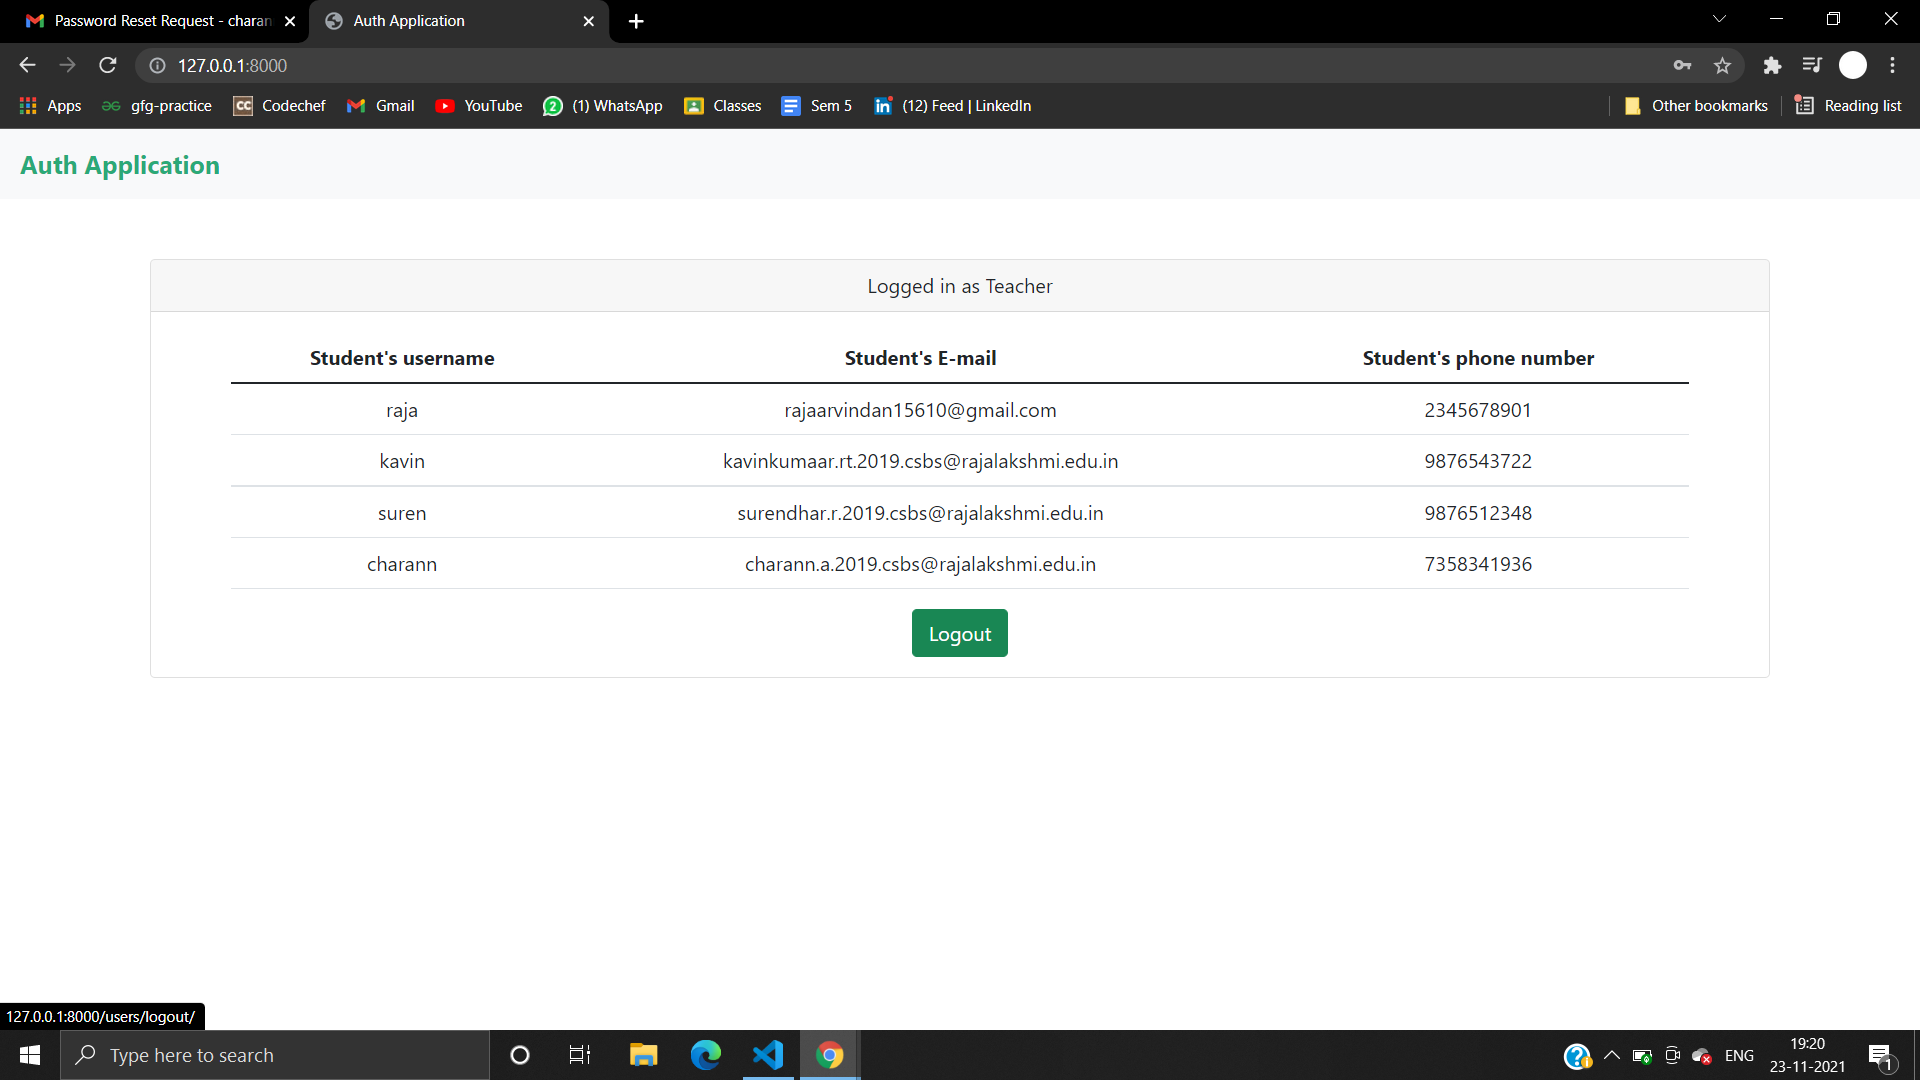 Password Reset Request - charan
Auth Application
127.0.0.1:8000
Apps gfg-practice Codechef Gmail YouTube (1) WhatsApp Classes Sem 5 (12) Feed | LinkedIn Other bookmarks Reading list
Auth Application
Logged in as Teacher
Student's username Student's E-mail Student's phone number
raja rajaarvindan15610@gmail.com 2345678901
kavin kavinkumaar.rt.2019.csbs@rajalakshmi.edu.in 9876543722
suren surendhar.r.2019.csbs@rajalakshmi.edu.in 9876512348
charann charann.a.2019.csbs@rajalakshmi.edu.in 7358341936
Logout
127.0.0.1:8000/users/logout/
Type here to search
ENG
19:20
23-11-2021
1